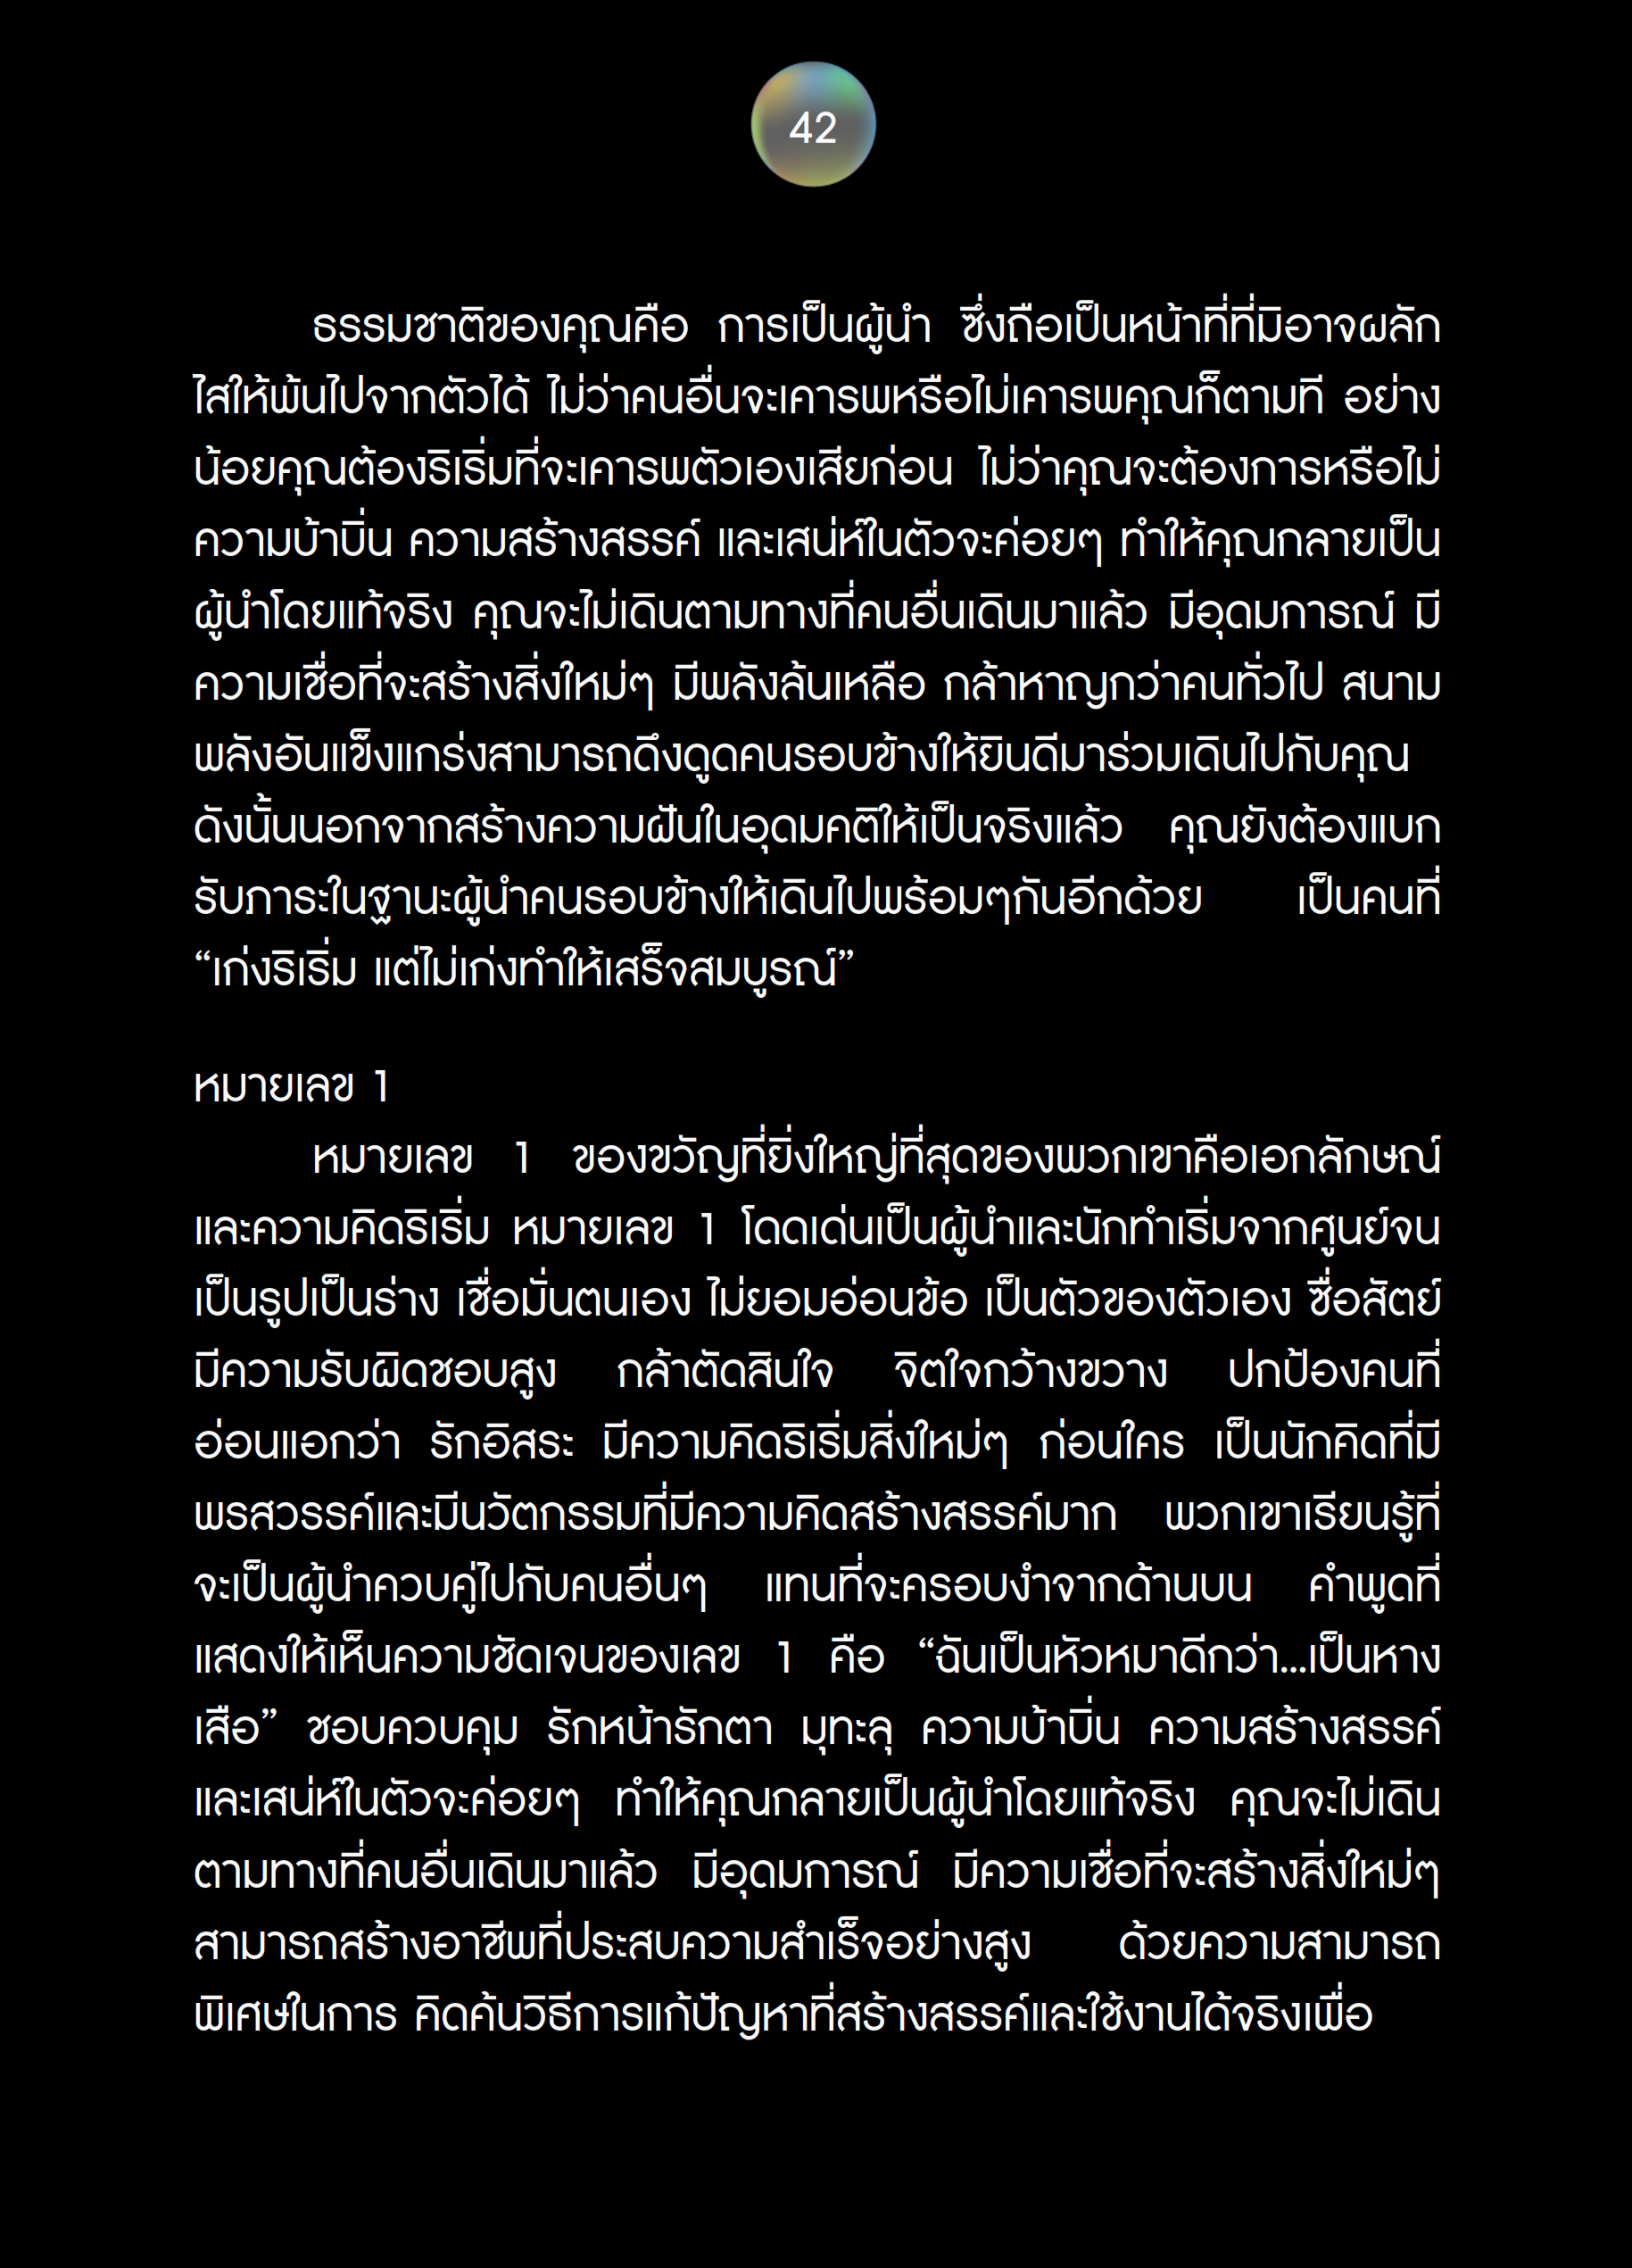 42
ธรรมชาติของคุณคือ การเป็นผู้นำ ซึ่งถือเป็นหน้าที่ที่มิอาจผลัก
ไสให้พ้นไปจากตัวได้ ไม่ว่าคนอื่นจะเคารพหรือไม่เคารพคุณก็ตามที อย่าง
น้อยคุณต้องริเริ่มที่จะเคารพตัวเองเสียก่อน ไม่ว่าคุณจะต้องการหรือไม่
ความบ้าบิ่น ความสร้างสรรค์ และเสน่ห์ในตัวจะค่อยๆ ทำให้คุณกลายเป็น
ผู้นำโดยแท้จริง คุณจะไม่เดินตามทางที่คนอื่นเดินมาแล้ว มีอุดมการณ์ มี
ความเชื่อที่จะสร้างสิ่งใหม่ๆ มีพลังล้นเหลือ กล้าหาญกว่าคนทั่วไป สนาม
พลังอันแข็งแกร่งสามารถดึงดูดคนรอบข้างให้ยินดีมาร่วมเดินไปกับคุณ
ดังนั้นนอกจากสร้างความฝันในอุดมคติให้เป็นจริงแล้ว คุณยังต้องแบก
รับภาระในฐานะผู้นำคนรอบข้างให้เดินไปพร้อมๆกันอีกด้วย เป็นคนที่
“เก่งริเริ่ม แต่ไม่เก่งทำให้เสร็จสมบูรณ์”
หมายเลข 1
หมายเลข 1 ของขวัญที่ยิ่งใหญ่ที่สุดของพวกเขาคือเอกลักษณ์
และความคิดริเริ่ม หมายเลข 1 โดดเด่นเป็นผู้นำและนักทำเริ่มจากศูนย์จน
เป็นรูปเป็นร่าง เชื่อมั่นตนเอง ไม่ยอมอ่อนข้อ เป็นตัวของตัวเอง ซื่อสัตย์
มีความรับผิดชอบสูง กล้าตัดสินใจ จิตใจกว้างขวาง ปกป้องคนที่
อ่อนแอกว่า รักอิสระ มีความคิดริเริ่มสิ่งใหม่ๆ ก่อนใคร เป็นนักคิดที่มี
พรสวรรค์และมีนวัตกรรมที่มีความคิดสร้างสรรค์มาก พวกเขาเรียนรู้ที่
จะเป็นผู้นำควบคู่ไปกับคนอื่นๆ แทนที่จะครอบงำจากด้านบน คำพูดที่
แสดงให้เห็นความชัดเจนของเลข 1 คือ “ฉันเป็นหัวหมาดีกว่า...เป็นหาง
เสือ” ชอบควบคุม รักหน้ารักตา มุทะลุ ความบ้าบิ่น ความสร้างสรรค์
และเสน่ห์ในตัวจะค่อยๆ ทำให้คุณกลายเป็นผู้นำโดยแท้จริง คุณจะไม่เดิน
ตามทางที่คนอื่นเดินมาแล้ว มีอุดมการณ์ มีความเชื่อที่จะสร้างสิ่งใหม่ๆ
สามารถสร้างอาชีพที่ประสบความสำเร็จอย่างสูง ด้วยความสามารถ
พิเศษในการ คิดค้นวิธีการแก้ปัญหาที่สร้างสรรค์และใช้งานได้จริงเพื่อ